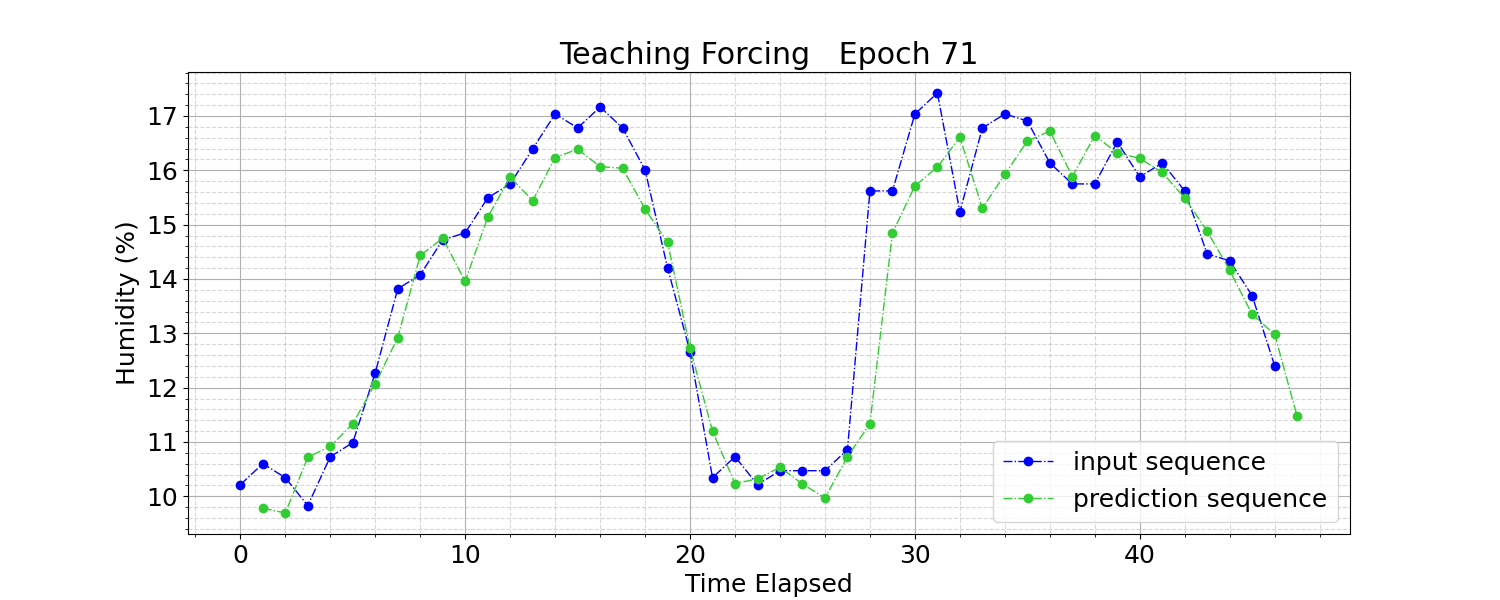 Teaching Forcing   Epoch 71
Humidity (%)
17
16
15
14
13
12
11
10
input sequence
prediction sequence
0 10 20 30 40
Time Elapsed